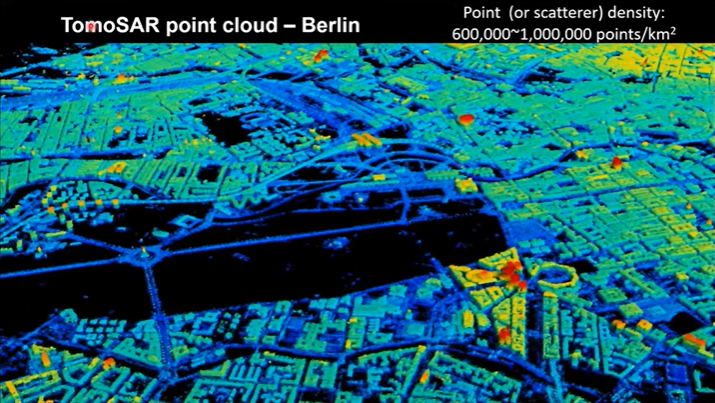 TomoSAR point cloud – Berlin
Point (or scatterer) density:
600,000~1,000,000 points/km²